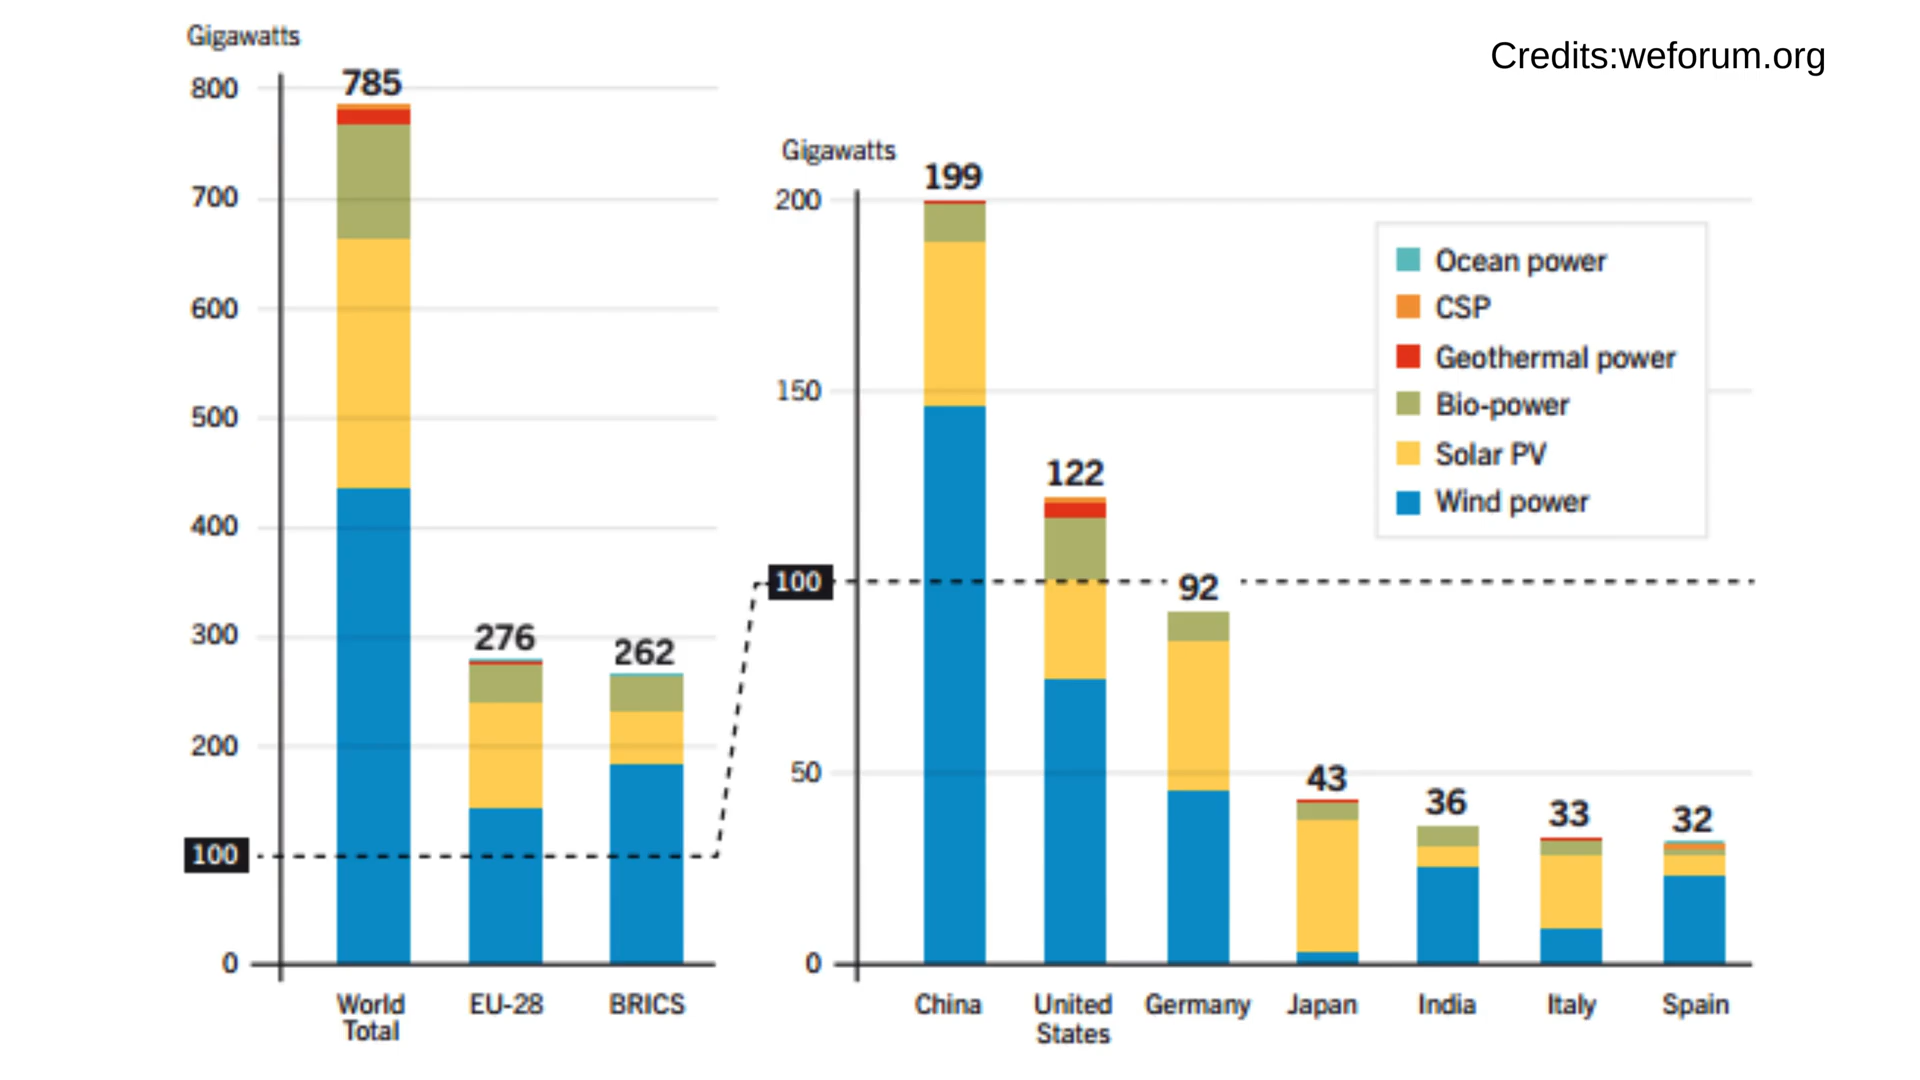 Gigawatts
Credits:weforum.org
800
700
600
500
400
300
200
100
0
785
276
262
World
Total
EU-28
BRICS
Gigawatts
200
150
100
50
0
199
122
92
43
36
33
32
Ocean power
CSP
Geothermal power
Bio-power
Solar PV
Wind power
China
United
States
Germany
Japan
India
Italy
Spain